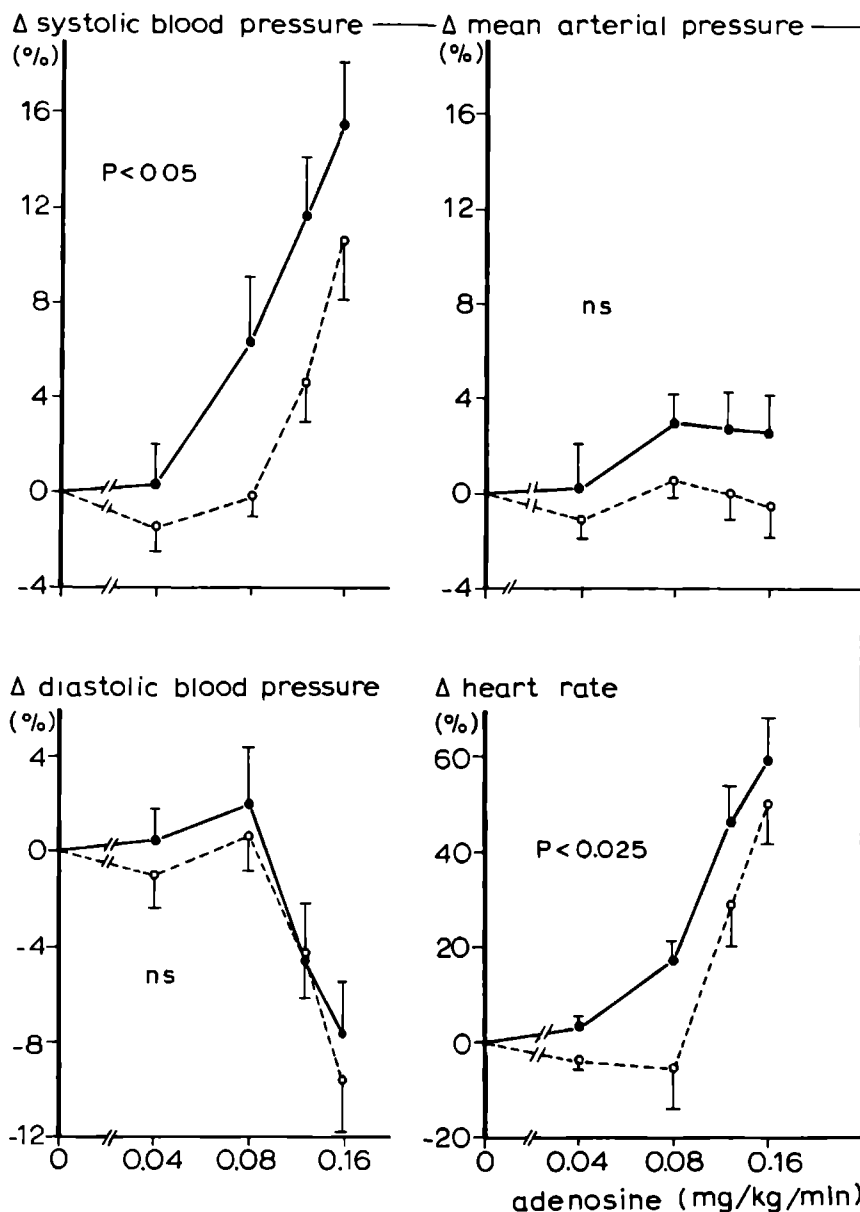 Δ systolic blood pressure
(%)
16
12
8
4
0
-4
P<005
Δ mean arterial pressure
(%)
16
12
8
4
0
-4
ns
Δ diastolic blood pressure
(%)
4
0
-4
-8
-12
ns
0 0.04 0.08 0.16
Δ heart rate
(%)
60
40
20
0
-20
P<0.025
0 0.04 0.08 0.16
adenosine (mg/kg/min)